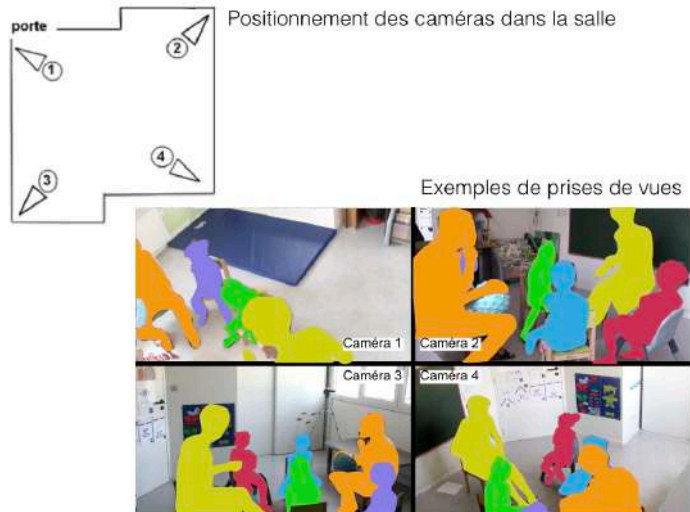 porte
Positionnement des caméras dans la salle
1
2
3
4
Exemples de prises de vues
Caméra 1
Caméra 2
Caméra 3
Caméra 4